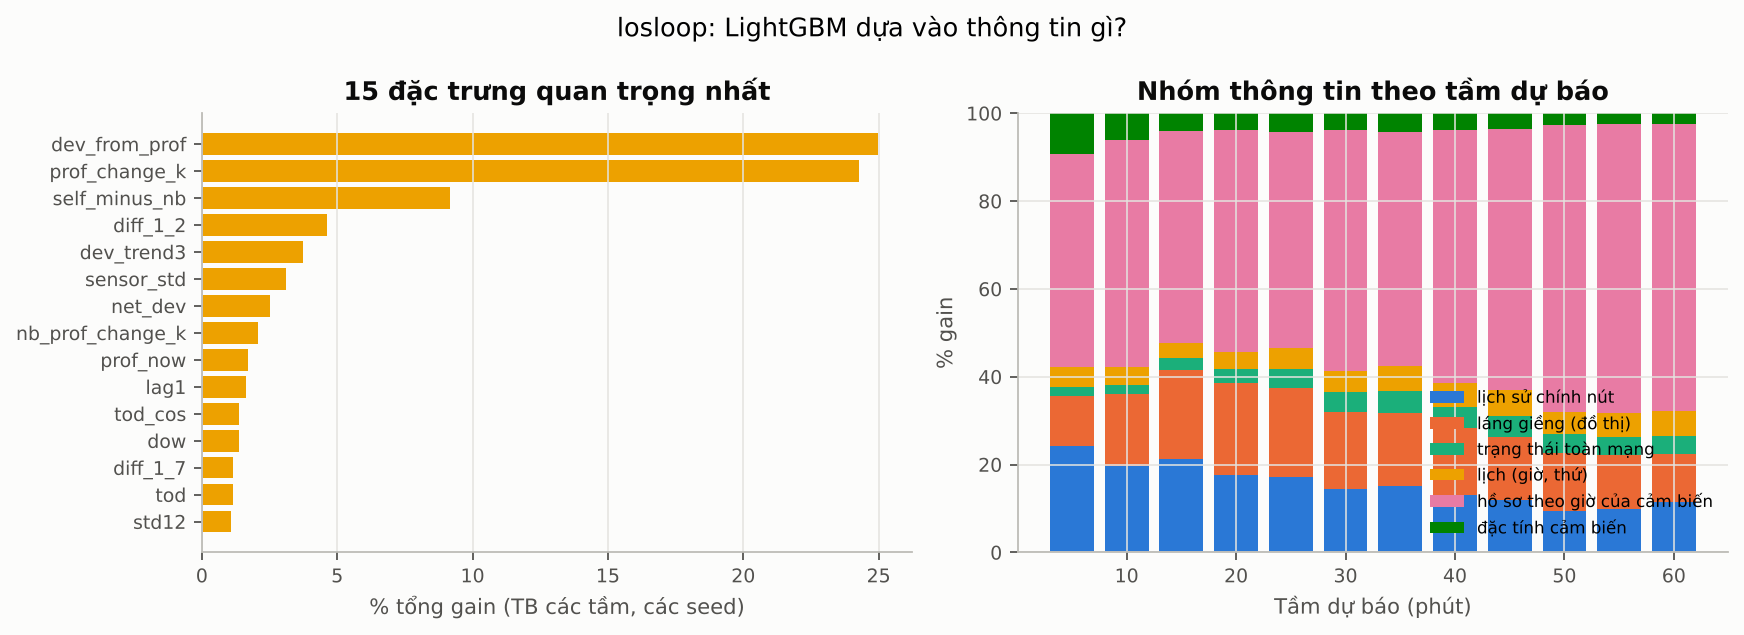 losloop: LightGBM dựa vào thông tin gì?
15 đặc trưng quan trọng nhất
dev_from_prof
prof_change_k
self_minus_nb
diff_1_2
dev_trend3
sensor_std
net_dev
nb_prof_change_k
prof_now
lag1
tod_cos
dow
diff_1_7
tod
std12
0 5 10 15 20 25
% tổng gain (TB các tầm, các seed)
Nhóm thông tin theo tầm dự báo
% gain
100
80
60
40
20
0
lịch sử chính nút
láng giềng (đồ thị)
trạng thái toàn mạng
lịch (giờ, thứ)
hồ sơ theo giờ của cảm biến
đặc tính cảm biến
10 20 30 40 50 60
Tầm dự báo (phút)